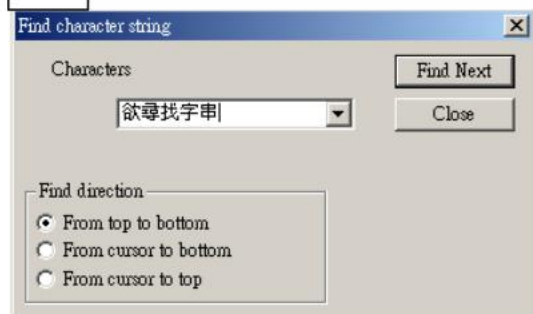 Find character string
Characters
Find Next
欲尋找字串
Close
Find direction
From top to bottom
From cursor to bottom
From cursor to top